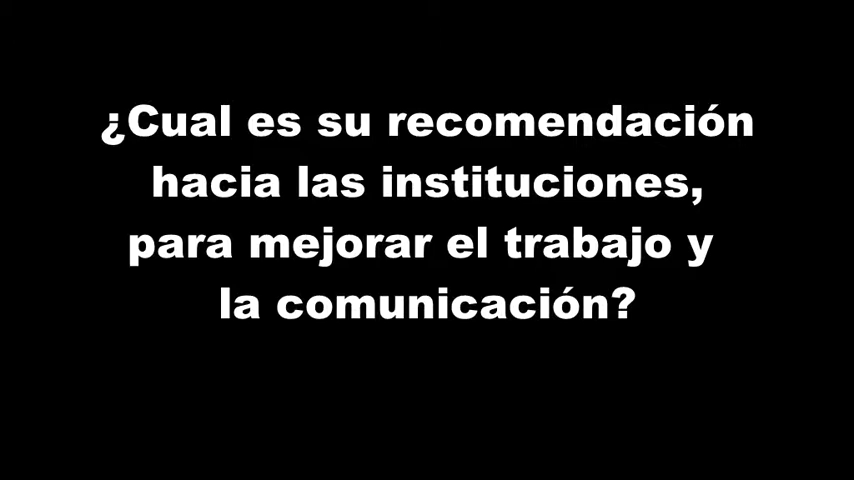 ¿Cual es su recomendación
hacia las instituciones,
para mejorar el trabajo y
la comunicación?